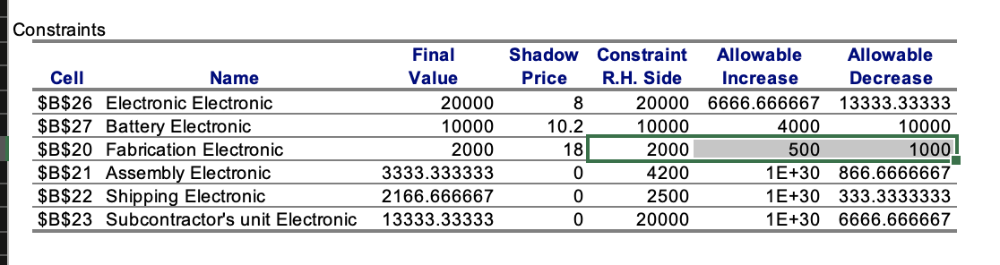 Constraints
Final Shadow Constraint Allowable Allowable
Cell Name Value Price R.H. Side Increase Decrease
$B$26 Electronic Electronic 20000 8 20000 6666.666667 13333.33333
$B$27 Battery Electronic 10000 10.2 10000 4000 10000
$B$20 Fabrication Electronic 2000 18 2000 500 1000
$B$21 Assembly Electronic 3333.333333 0 4200 1E+30 866.6666667
$B$22 Shipping Electronic 2166.666667 0 2500 1E+30 333.3333333
$B$23 Subcontractor's unit Electronic 13333.33333 0 20000 1E+30 6666.666667